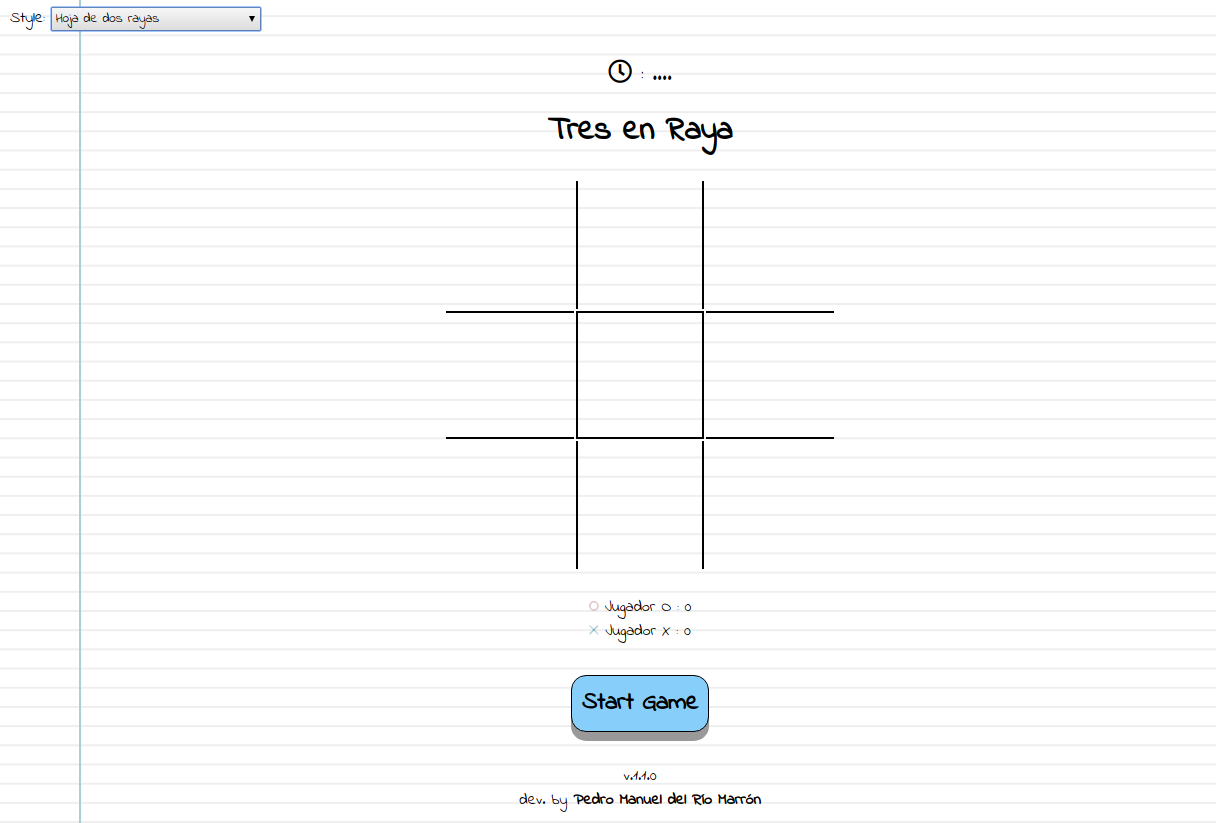 Style: Hoja de dos rayas
: ....
Tres en Raya
Jugador O : 0
Jugador X : 0
Start Game
v.1.1.0
dev. by Pedro Manuel del Río Marrón